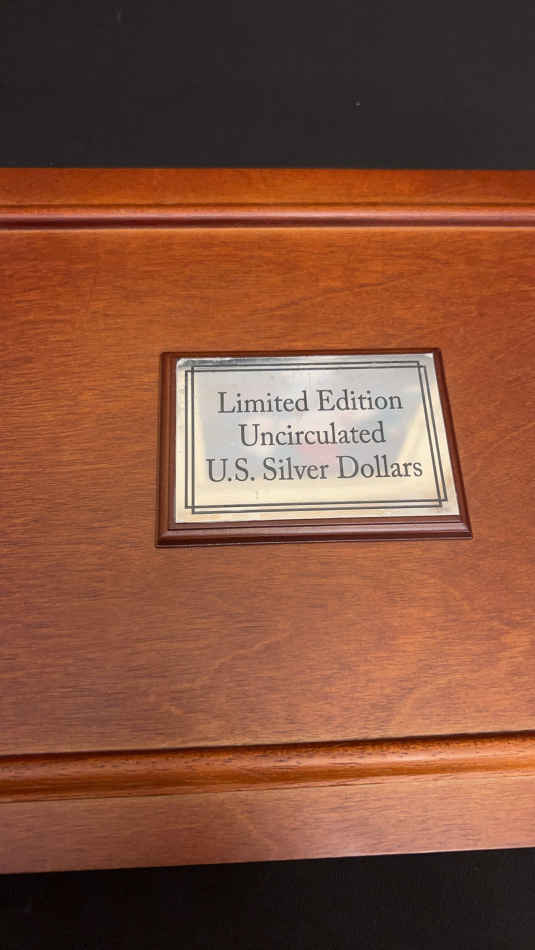 Limited Edition
Uncirculated
U.S. Silver Dollars